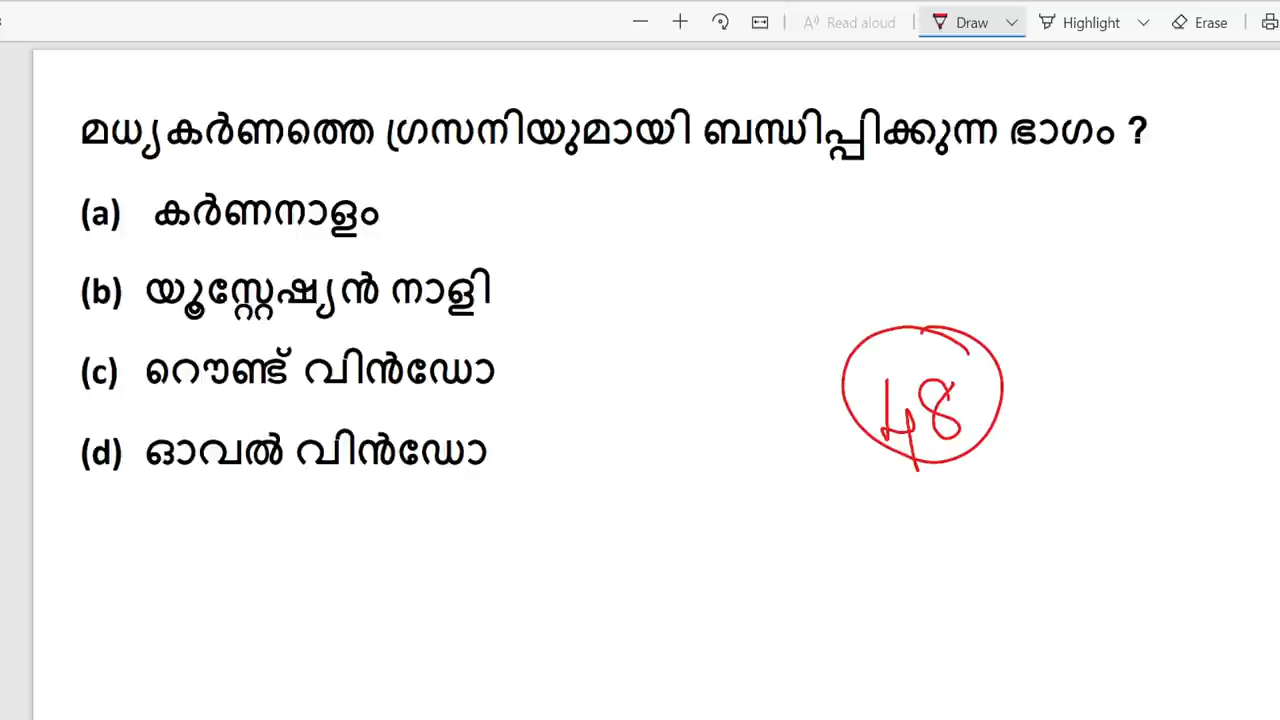 Read aloud Draw Highlight Erase
മധ്യകർണത്തെ ഗ്രസനിയുമായി ബന്ധിപ്പിക്കുന്ന ഭാഗം ?
(a) കർണനാളം
(b) യൂസ്റ്റേഷ്യൻ നാളി
(c) റൌണ്ട് വിൻഡോ
48
(d) ഓവൽ വിൻഡോ